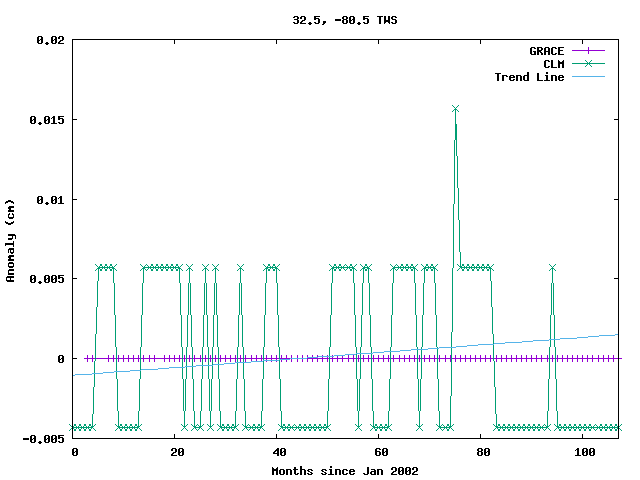 32.5, -80.5 TWS
0.02
GRACE
CLM
Trend Line
0.015
0.01
Anomaly (cm)
0.005
0
-0.005
0 20 40 60 80 100
Months since Jan 2002